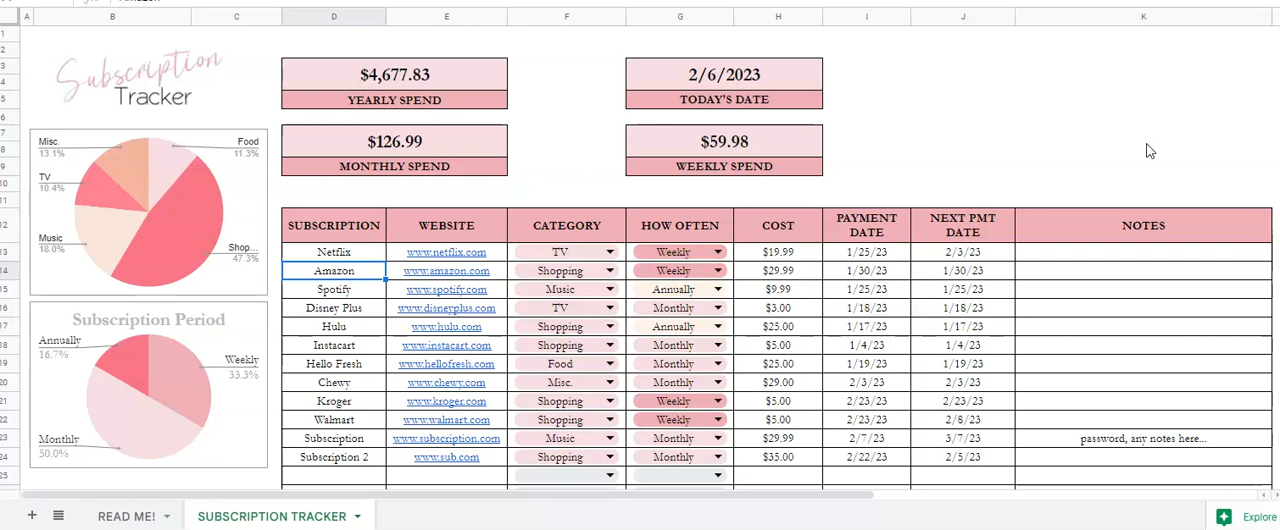 A B C D E F G H I J K
Subscription
Tracker
$4,677.83
YEARLY SPEND
2/6/2023
TODAY'S DATE
$126.99
MONTHLY SPEND
$59.98
WEEKLY SPEND
Misc.
13.1%
Food
11.3%
TV
10.4%
Music
18.0%
Shop...
47.3%
Subscription Period
Annually
16.7%
Weekly
33.3%
Monthly
50.0%
SUBSCRIPTION WEBSITE CATEGORY HOW OFTEN COST PAYMENT DATE NEXT PMT DATE NOTES
Netflix www.netflix.com TV Weekly $19.99 1/25/23 2/3/23
Amazon www.amazon.com Shopping Weekly $29.99 1/30/23 1/30/23
Spotify www.spotify.com Music Annually $9.99 1/25/23 1/25/23
Disney Plus www.disneyplus.com TV Monthly $3.00 1/18/23 1/18/23
Hulu www.hulu.com Shopping Annually $25.00 1/17/23 1/17/23
Instacart www.instacart.com Shopping Monthly $5.00 1/4/23 1/4/23
Hello Fresh www.hellofresh.com Food Monthly $25.00 1/19/23 1/19/23
Chewy www.chewy.com Misc. Monthly $29.00 2/3/23 2/3/23
Kroger www.kroger.com Shopping Weekly $5.00 2/23/23 2/23/23
Walmart www.walmart.com Shopping Weekly $5.00 2/23/23 2/8/23
Subscription www.subscription.com Music Monthly $29.99 2/7/23 3/7/23 password, any notes here...
Subscription 2 www.sub.com Shopping Monthly $35.00 2/22/23 2/5/23
READ ME! SUBSCRIPTION TRACKER Explore